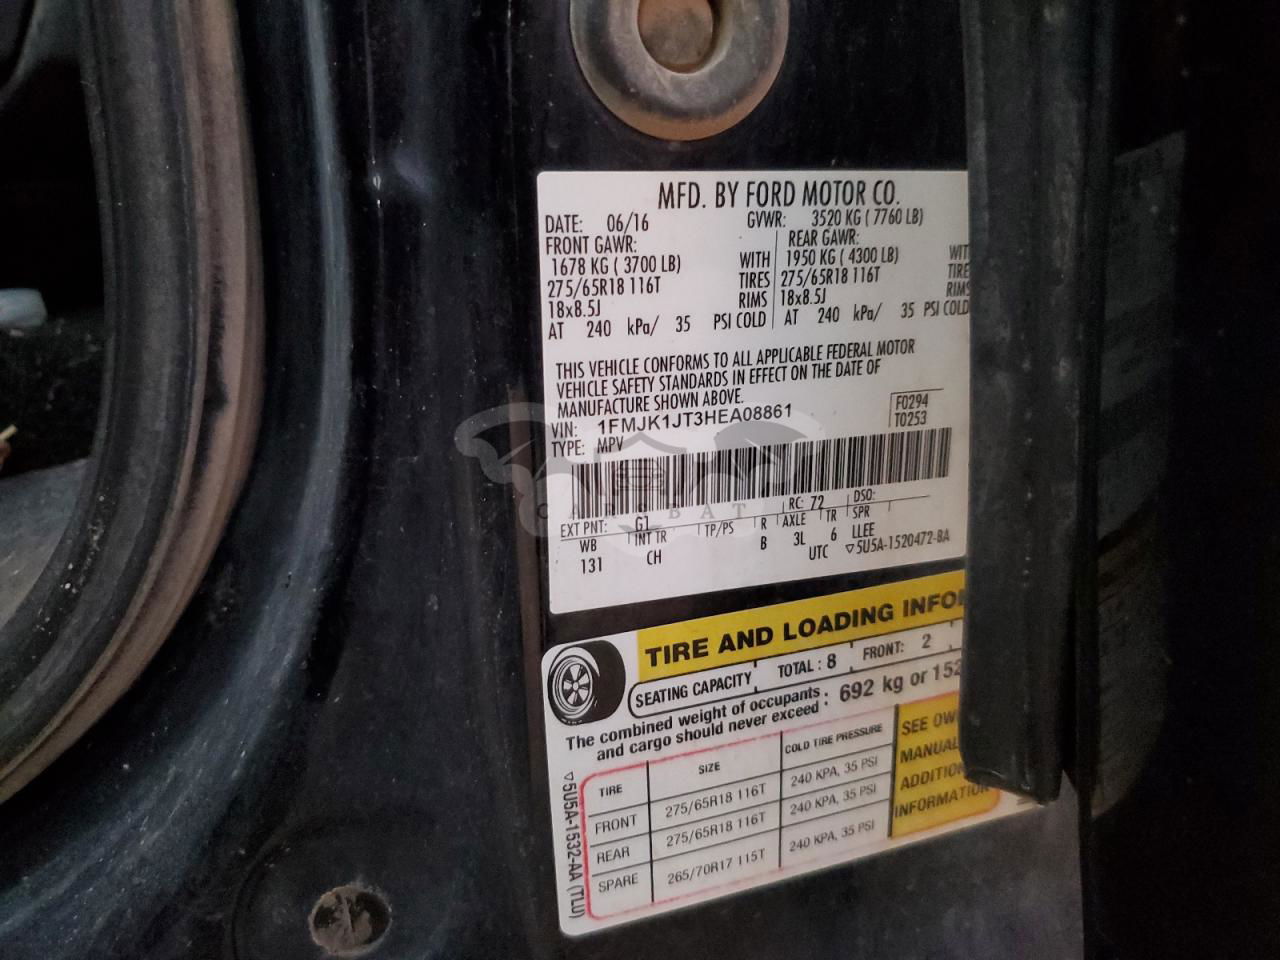 MFD. BY FORD MOTOR CO.
DATE: 06/16 GVWR: 3520 KG ( 7760 LB)
FRONT GAWR: REAR GAWR:
1678 KG ( 3700 LB) WITH 1950 KG ( 4300 LB) WIT
275/65R18 116T TIRES 275/65R18 116T TIRE
18x8.5J RIMS 18x8.5J RIMS
AT 240 kPa/ 35 PSI COLD AT 240 kPa/ 35 PSI COLD
THIS VEHICLE CONFORMS TO ALL APPLICABLE FEDERAL MOTOR
VEHICLE SAFETY STANDARDS IN EFFECT ON THE DATE OF
MANUFACTURE SHOWN ABOVE.
VIN: 1FMJK1JT3HEA08861
F0294
T0253
TYPE: MPV
EXT PNT: G1 RC: 72 DSO:
WB INT TR TP/PS R AXLE TR SPR
131 CH B 3L 6 LLEE
UTC ▽5U5A-1520472-BA
TIRE AND LOADING INFO
SEATING CAPACITY TOTAL : 8 FRONT: 2
The combined weight of occupants
and cargo should never exceed : 692 kg or 152
TIRE SIZE COLD TIRE PRESSURE
FRONT 275/65R18 116T 240 KPA, 35 PSI
REAR 275/65R18 116T 240 KPA, 35 PSI
SPARE 265/70R17 115T 240 KPA, 35 PSI
SEE OW
MANUAL
ADDITIO
INFORMATION
▽5U5A-1532-AA (TLU)